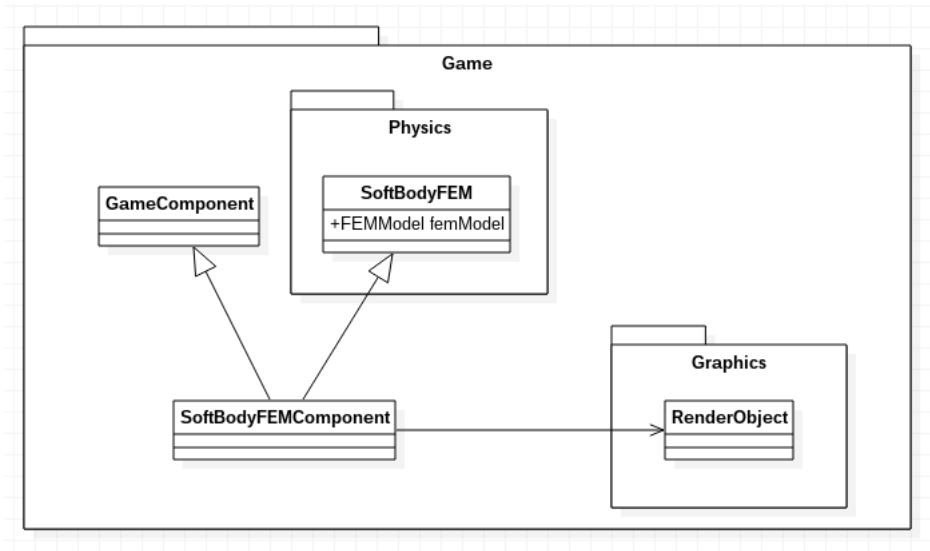 Game
Physics
SoftBodyFEM
+FEMModel femModel
GameComponent
Graphics
SoftBodyFEMComponent
RenderObject